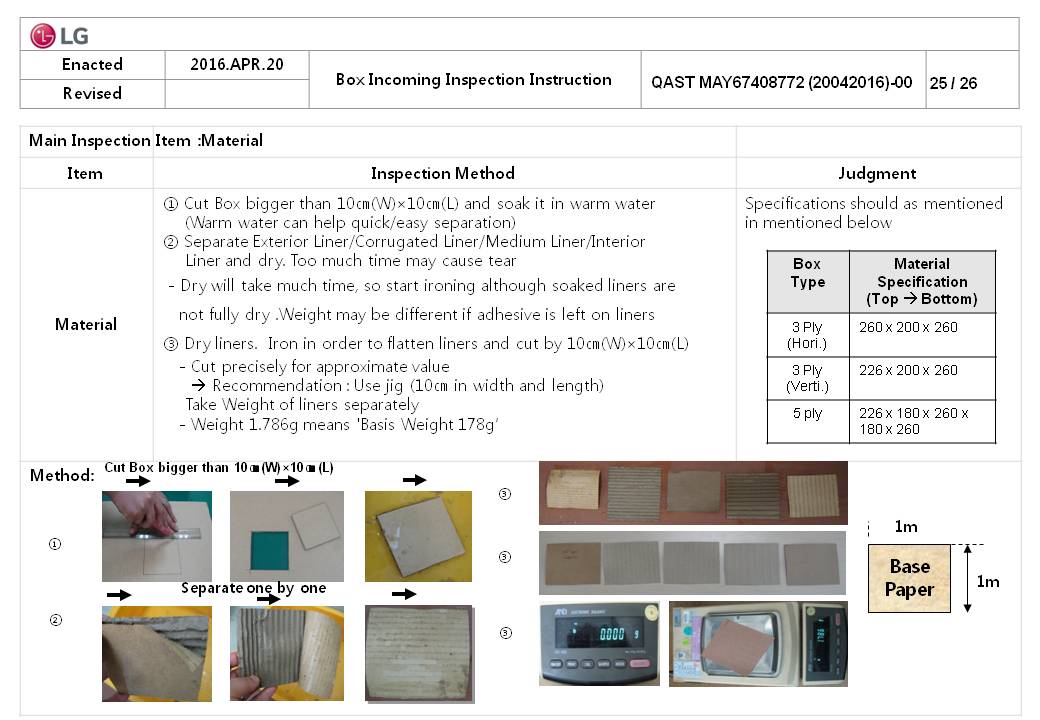 LG
Enacted
2016.APR.20
Box Incoming Inspection Instruction
QAST MAY67408772 (20042016)-00
25 / 26
Revised
Main Inspection Item :Material
Item
Inspection Method
Judgment
Material
① Cut Box bigger than 10㎝(W)×10㎝(L) and soak it in warm water
(Warm water can help quick/easy separation)
② Separate Exterior Liner/Corrugated Liner/Medium Liner/Interior
Liner and dry. Too much time may cause tear
- Dry will take much time, so start ironing although soaked liners are
not fully dry .Weight may be different if adhesive is left on liners
③ Dry liners. Iron in order to flatten liners and cut by 10㎝(W)×10㎝(L)
- Cut precisely for approximate value
→ Recommendation : Use jig (10㎝ in width and length)
Take Weight of liners separately
- Weight 1.786g means 'Basis Weight 178g'
Specifications should as mentioned
in mentioned below
Box
Type
Material
Specification
(Top → Bottom)
3 Ply
(Hori.)
260 x 200 x 260
3 Ply
(Verti.)
226 x 200 x 260
5 ply
226 x 180 x 260 x
180 x 260
Method:
Cut Box bigger than 10㎝(W)×10㎝(L)
①
Separate one by one
②
③
③
③
0.000 g
1m
Base
Paper
1m